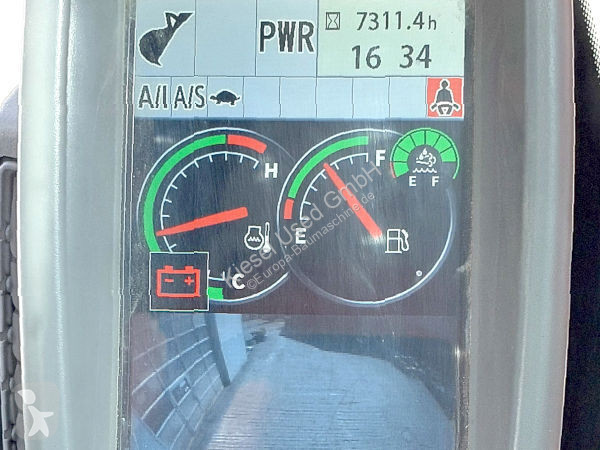 PWR
7311.4h
16 34
A/I A/S
H
C
E
F
E F
- +
Kiesel Used GmbH
©Europa-Baumaschine.de